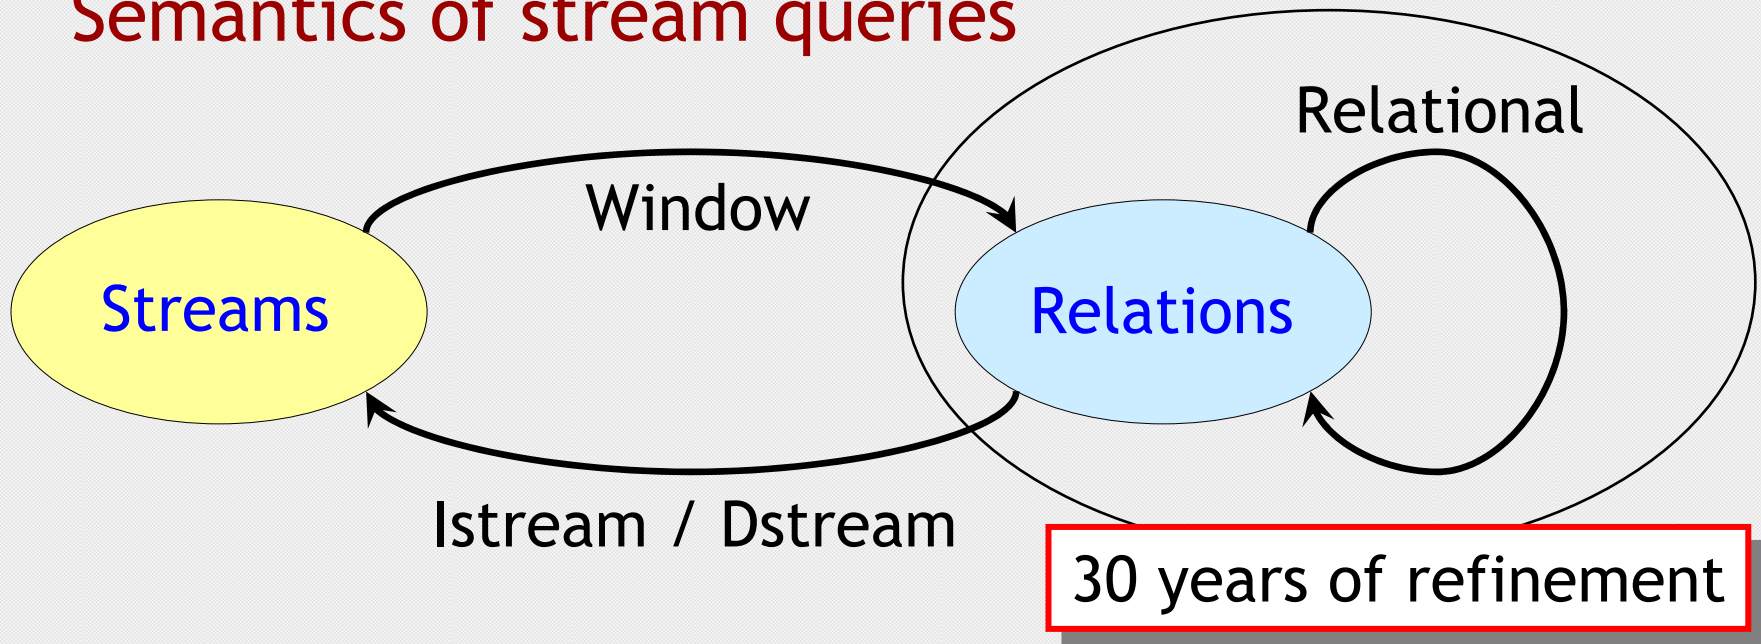 Semantics of stream queries
Relational
Window
Streams
Relations
Istream / Dstream
30 years of refinement